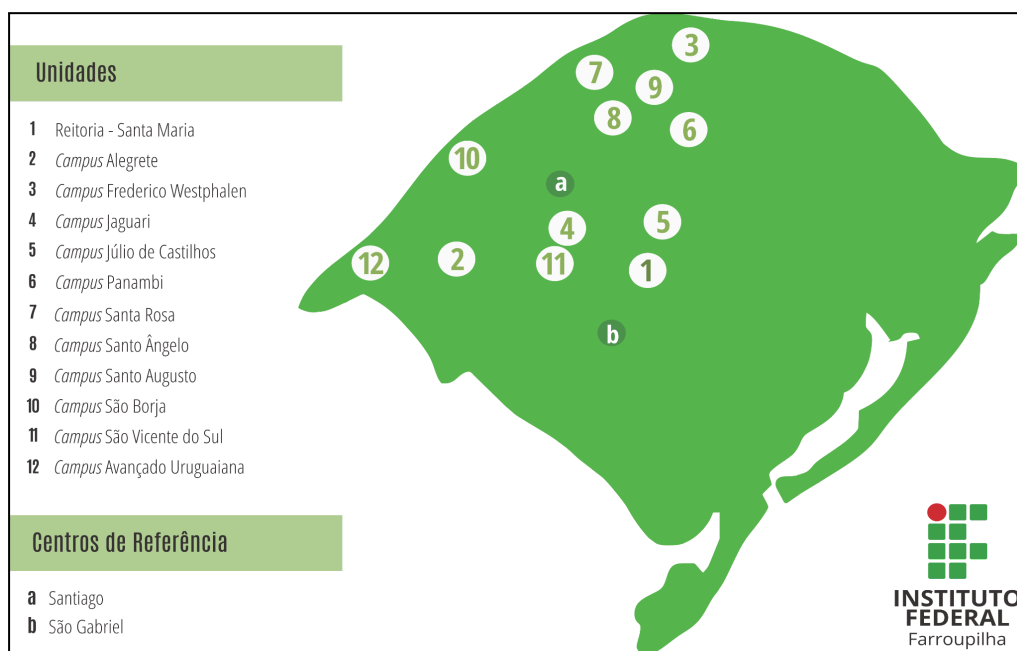 Unidades
1 Reitoria - Santa Maria
2 Campus Alegrete
3 Campus Frederico Westphalen
4 Campus Jaguari
5 Campus Júlio de Castilhos
6 Campus Panambi
7 Campus Santa Rosa
8 Campus Santo Ângelo
9 Campus Santo Augusto
10 Campus São Borja
11 Campus São Vicente do Sul
12 Campus Avançado Uruguaiana
Centros de Referência
a Santiago
b São Gabriel
3
7
9
8
6
10
a
4
5
12
2
11
1
b
INSTITUTO
FEDERAL
Farroupilha